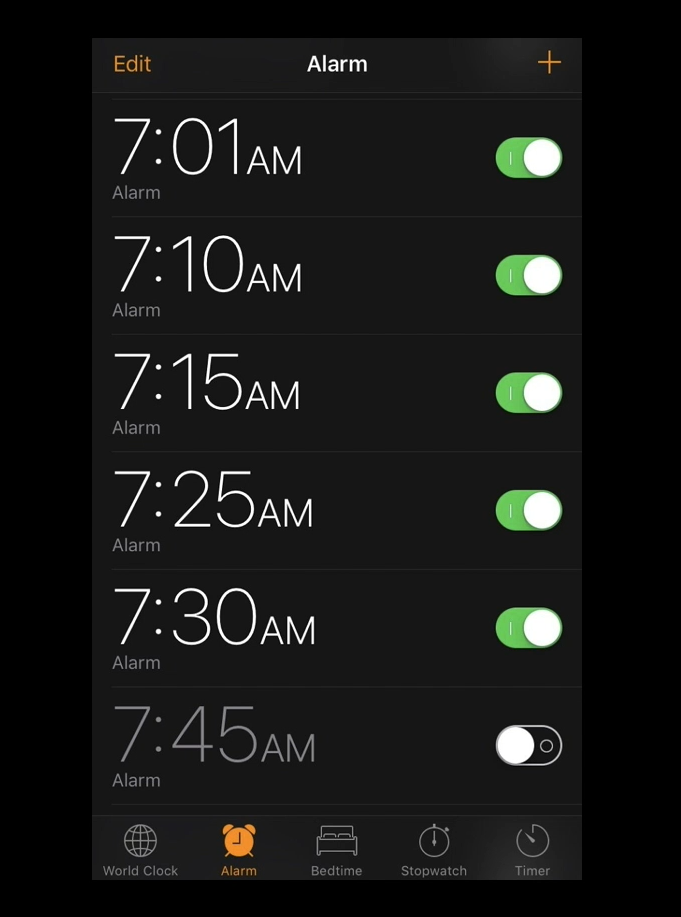 Edit Alarm +
7:01AM
Alarm
7:10AM
Alarm
7:15AM
Alarm
7:25AM
Alarm
7:30AM
Alarm
7:45AM
Alarm
World Clock Alarm Bedtime Stopwatch Timer